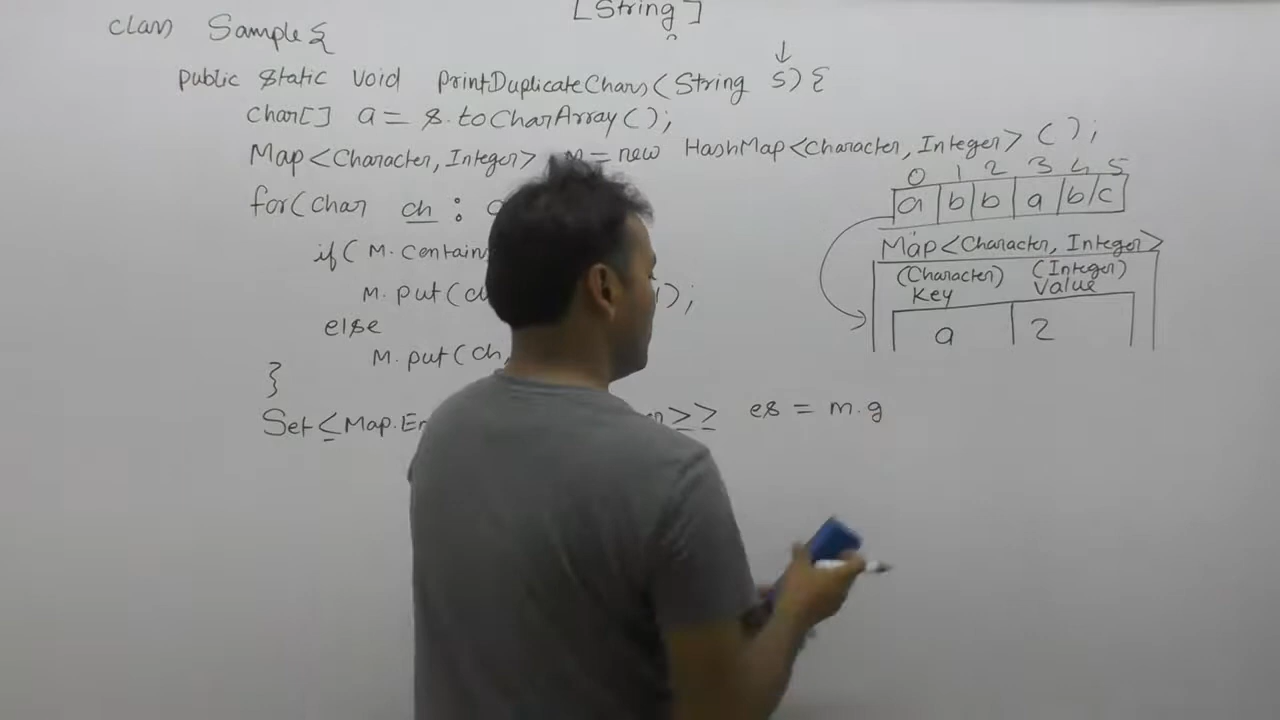 [String]
class Sample{
public static void printDuplicateChars(String s){
char[] a = s.toCharArray();
Map<Character, Integer> m = new HashMap<Character, Integer>();
for(char ch :
if( m.contains
m.put(ch );
else
m.put(ch,
}
Set<Map.En >> es = m.g
0 1 2 3 4 5
a b b a b c
Map<Character, Integer>
(Character) (Integer)
Key Value
a 2